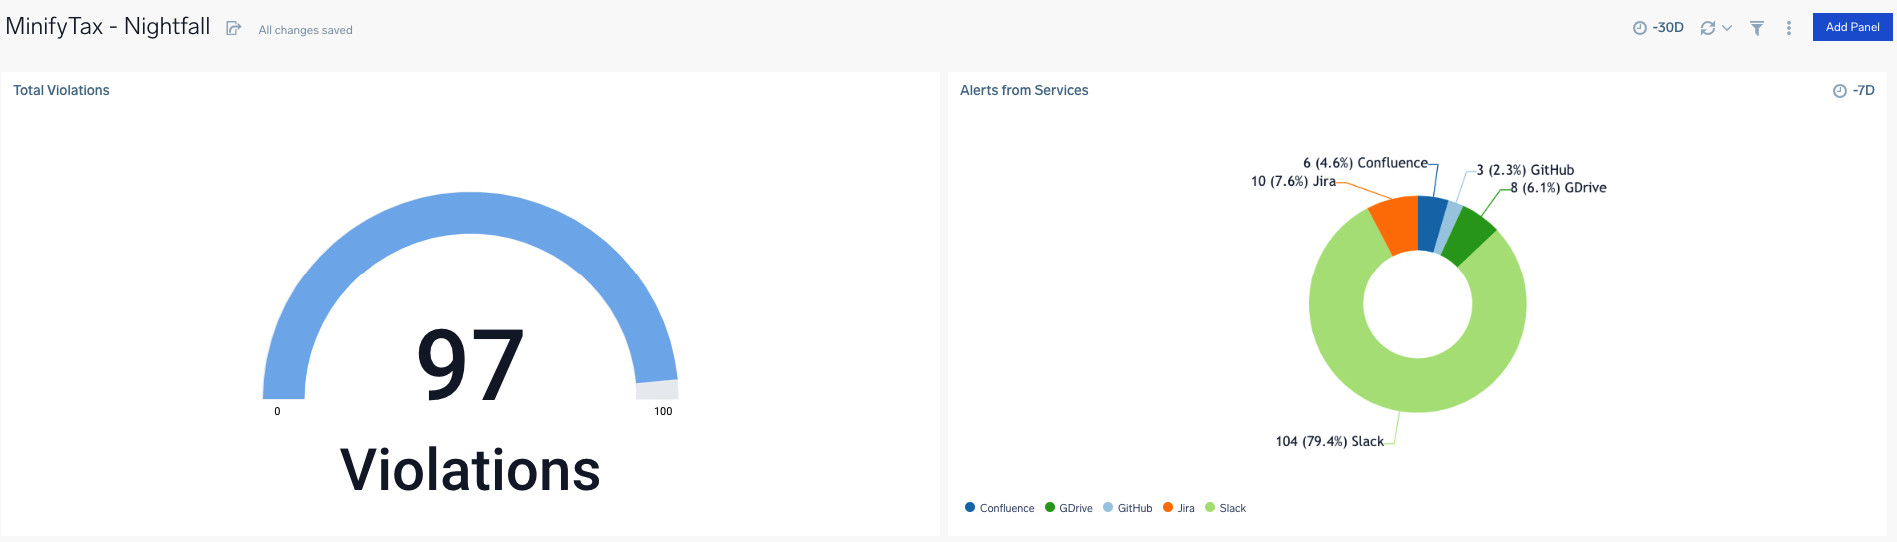 MinifyTax - Nightfall
All changes saved
-30D
Add Panel
Total Violations
97
0
100
Violations
Alerts from Services
-7D
6 (4.6%) Confluence
3 (2.3%) GitHub
10 (7.6%) Jira
8 (6.1%) GDrive
104 (79.4%) Slack
Confluence GDrive GitHub Jira Slack